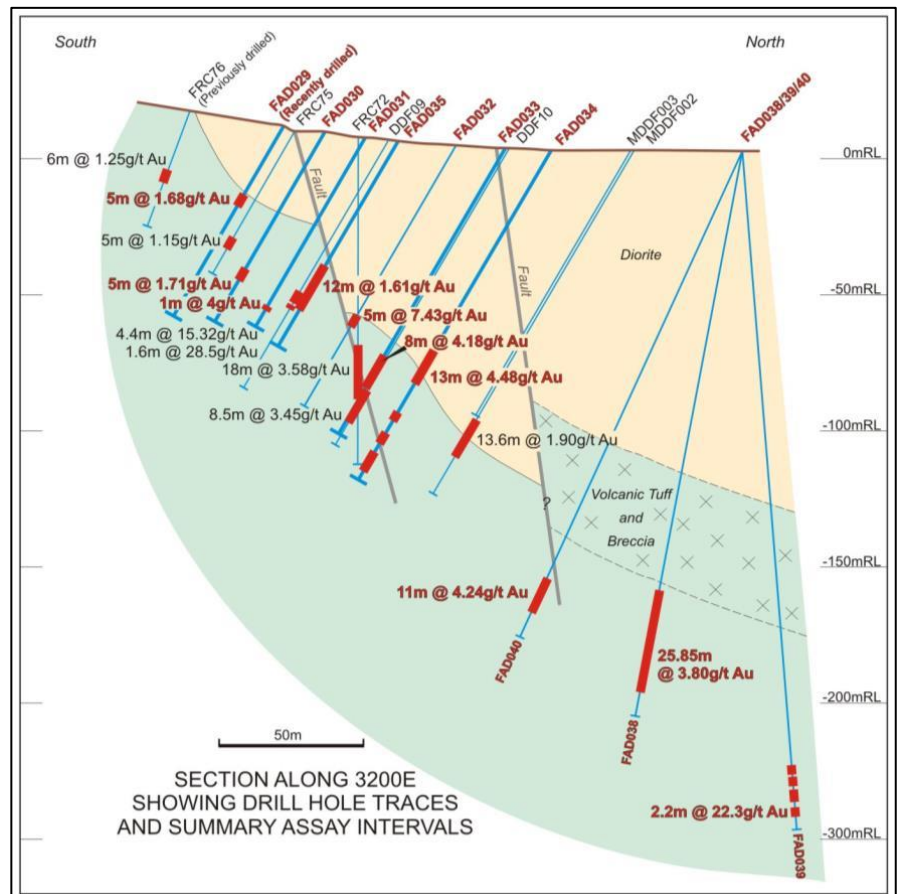 South
North
FRC76
(Previously drilled)
FAD029
(Recently drilled)
FRC75
FAD030
FRC72
FAD031
DDF09
FAD035
FAD032
FAD033
DDF10
FAD034
MDDF003
MDDF002
FAD038/39/40
0mRL
6m @ 1.25g/t Au
Fault
5m @ 1.68g/t Au
5m @ 1.15g/t Au
Diorite
Fault
5m @ 1.71g/t Au
12m @ 1.61g/t Au
-50mRL
1m @ 4g/t Au
5m @ 7.43g/t Au
4.4m @ 15.32g/t Au
8m @ 4.18g/t Au
1.6m @ 28.5g/t Au
18m @ 3.58g/t Au
13m @ 4.48g/t Au
8.5m @ 3.45g/t Au
-100mRL
13.6m @ 1.90g/t Au
Volcanic Tuff
and
Breccia
?
-150mRL
11m @ 4.24g/t Au
FAD040
25.85m
@ 3.80g/t Au
-200mRL
FAD038
50m
SECTION ALONG 3200E
SHOWING DRILL HOLE TRACES
AND SUMMARY ASSAY INTERVALS
2.2m @ 22.3g/t Au
-250mRL
-300mRL
FAD039